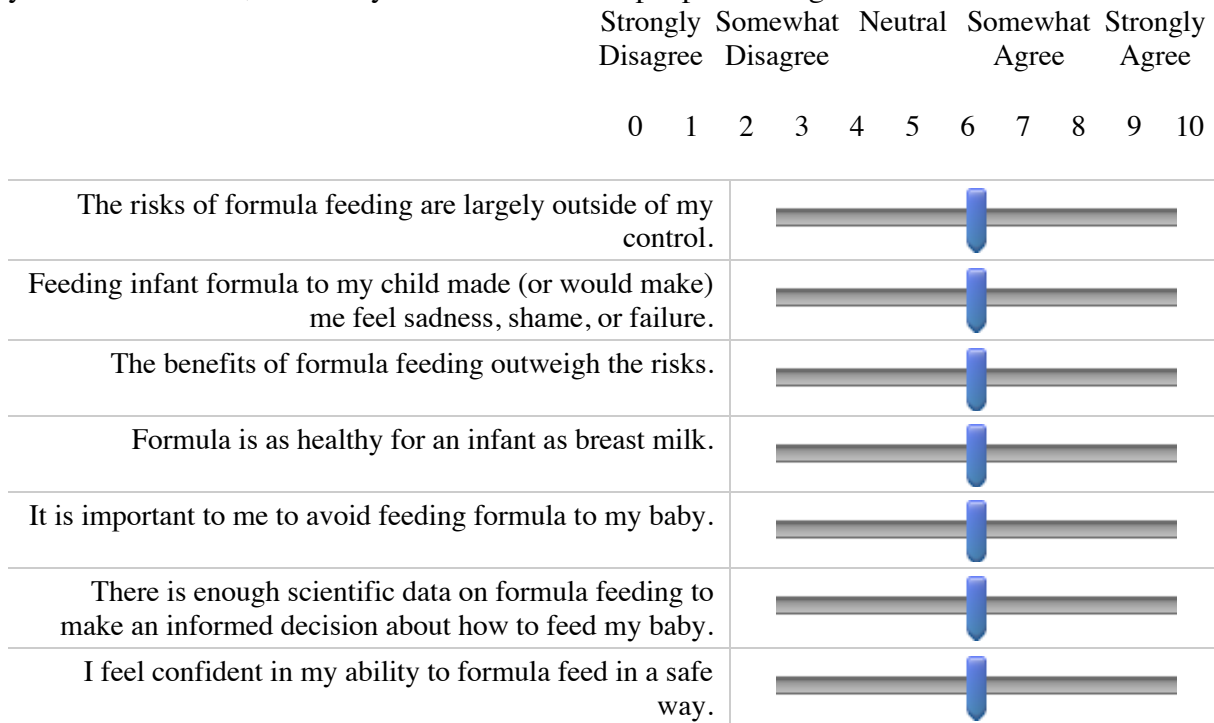 Strongly Somewhat Neutral Somewhat Strongly
Disagree Disagree Agree Agree
0 1 2 3 4 5 6 7 8 9 10
The risks of formula feeding are largely outside of my
control.
Feeding infant formula to my child made (or would make)
me feel sadness, shame, or failure.
The benefits of formula feeding outweigh the risks.
Formula is as healthy for an infant as breast milk.
It is important to me to avoid feeding formula to my baby.
There is enough scientific data on formula feeding to
make an informed decision about how to feed my baby.
I feel confident in my ability to formula feed in a safe
way.